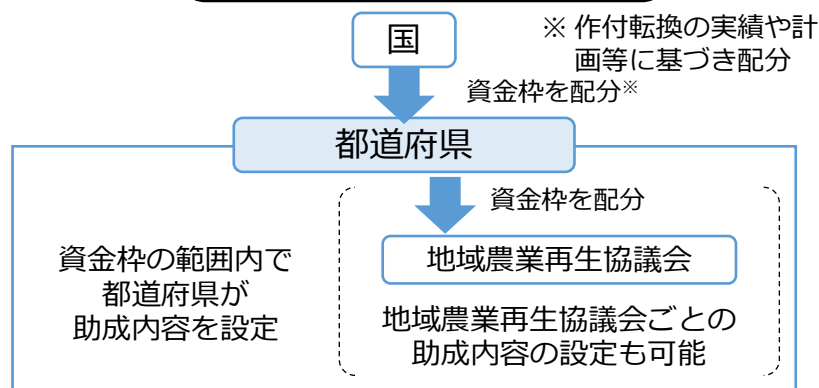 国
※ 作付転換の実績や計
画等に基づき配分
資金枠を配分※
都道府県
資金枠を配分
地域農業再生協議会
資金枠の範囲内で
都道府県が
助成内容を設定
地域農業再生協議会ごとの
助成内容の設定も可能